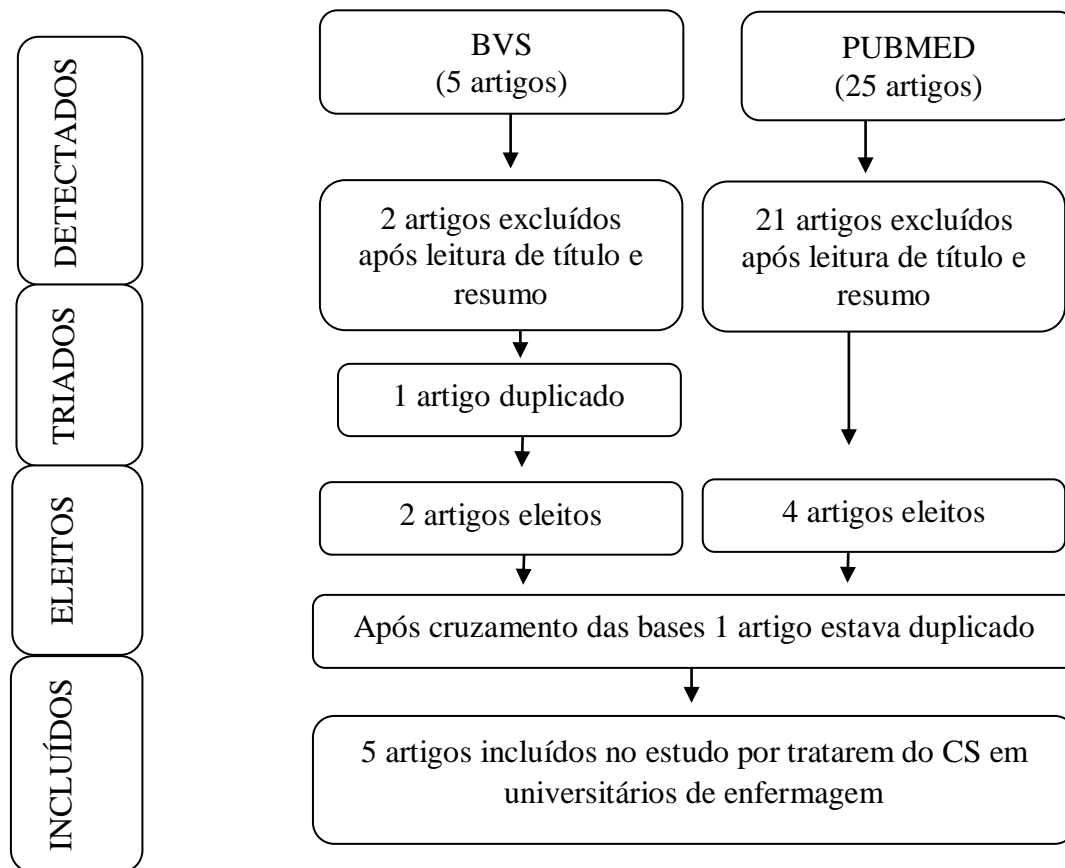 DETECTADOS
TRIADOS
ELEITOS
INCLUÍDOS
BVS
(5 artigos)
PUBMED
(25 artigos)
2 artigos excluídos
após leitura de título e
resumo
21 artigos excluídos
após leitura de título e
resumo
1 artigo duplicado
2 artigos eleitos
4 artigos eleitos
Após cruzamento das bases 1 artigo estava duplicado
5 artigos incluídos no estudo por tratarem do CS em
universitários de enfermagem